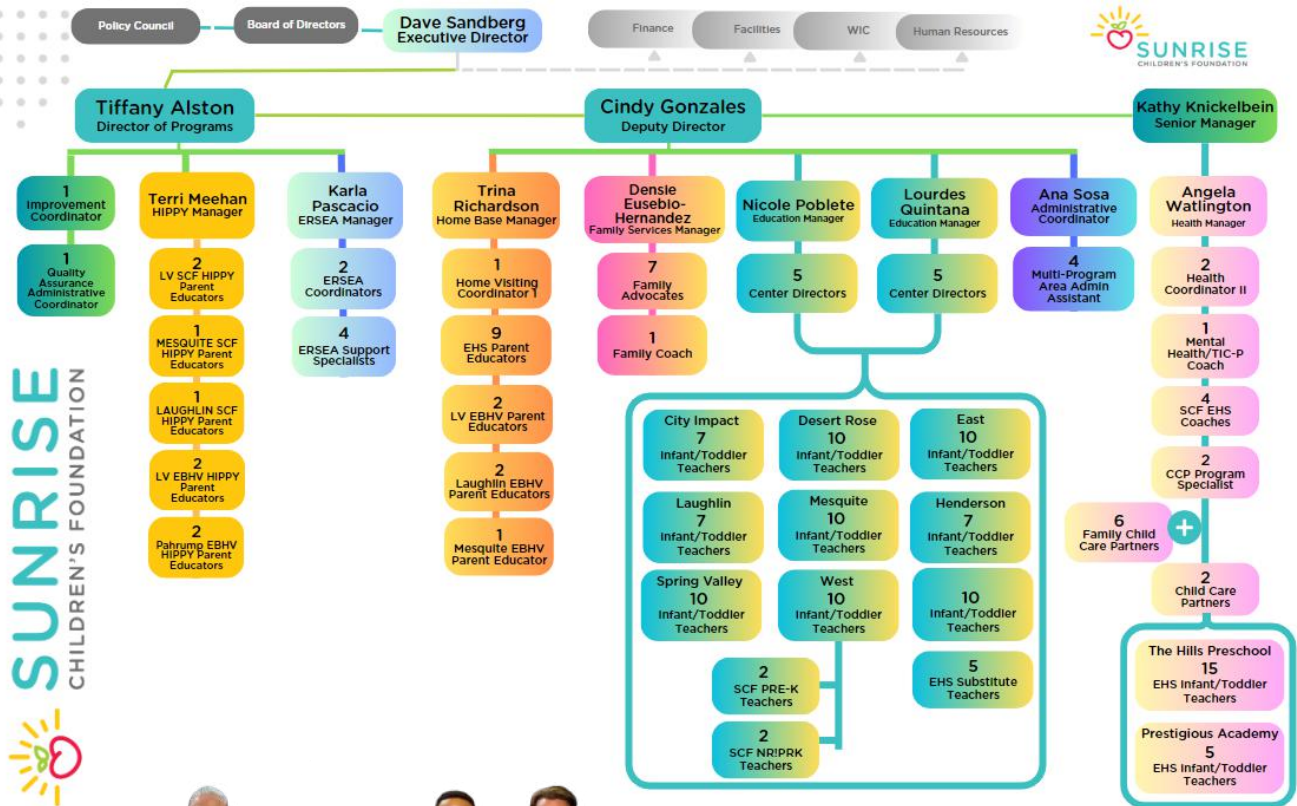 Policy Council
Board of Directors
Dave Sandberg
Executive Director
Finance
Facilities
WIC
Human Resources
SUNRISE
CHILDREN'S FOUNDATION
Tiffany Alston
Director of Programs
Cindy Gonzales
Deputy Director
Kathy Knickelbein
Senior Manager
1
Improvement
Coordinator
1
Quality
Assurance
Administrative
Coordinator
Terri Meehan
HIPPY Manager
2
LV SCF HIPPY
Parent
Educators
1
MESQUITE SCF
HIPPY Parent
Educators
1
LAUGHLIN SCF
HIPPY Parent
Educators
2
LV EBHV HIPPY
Parent
Educators
2
Pahrump EBHV
HIPPY Parent
Educators
Karla
Pascacio
ERSEA Manager
2
ERSEA
Coordinators
4
ERSEA Support
Specialists
Trina
Richardson
Home Base Manager
1
Home Visiting
Coordinator 1
9
EHS Parent
Educators
2
LV EBHV Parent
Educators
2
Laughlin EBHV
Parent Educators
1
Mesquite EBHV
Parent Educator
Densie
Eusebio-
Hernandez
Family Services Manager
7
Family
Advocates
1
Family Coach
Nicole Poblete
Education Manager
5
Center Directors
Lourdes
Quintana
Education Manager
5
Center Directors
Ana Sosa
Administrative
Coordinator
4
Multi-Program
Area Admin
Assistant
City Impact
7
Infant/Toddler
Teachers
Desert Rose
10
Infant/Toddler
Teachers
East
10
Infant/Toddler
Teachers
Laughlin
7
Infant/Toddler
Teachers
Mesquite
10
Infant/Toddler
Teachers
Henderson
7
Infant/Toddler
Teachers
Spring Valley
10
Infant/Toddler
Teachers
West
10
Infant/Toddler
Teachers
10
Infant/Toddler
Teachers
2
SCF PRE-K
Teachers
2
SCF NR!PRK
Teachers
5
EHS Substitute
Teachers
Angela
Watlington
Health Manager
2
Health
Coordinator II
1
Mental
Health/TIC-P
Coach
4
SCF EHS
Coaches
2
CCP Program
Specialist
6
Family Child
Care Partners
+
2
Child Care
Partners
The Hills Preschool
15
EHS Infant/Toddler
Teachers
Prestigious Academy
5
EHS Infant/Toddler
Teachers
SUNRISE
CHILDREN'S FOUNDATION